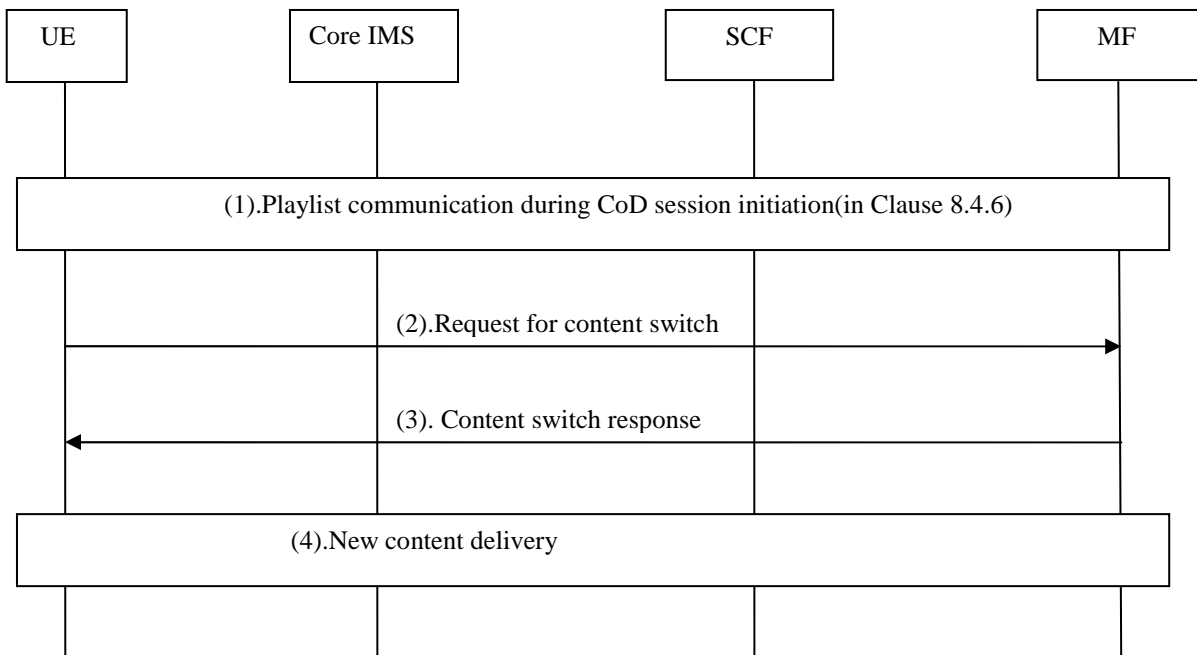 UE
Core IMS
SCF
MF
(1).Playlist communication during CoD session initiation(in Clause 8.4.6)
(2).Request for content switch
(3). Content switch response
(4).New content delivery